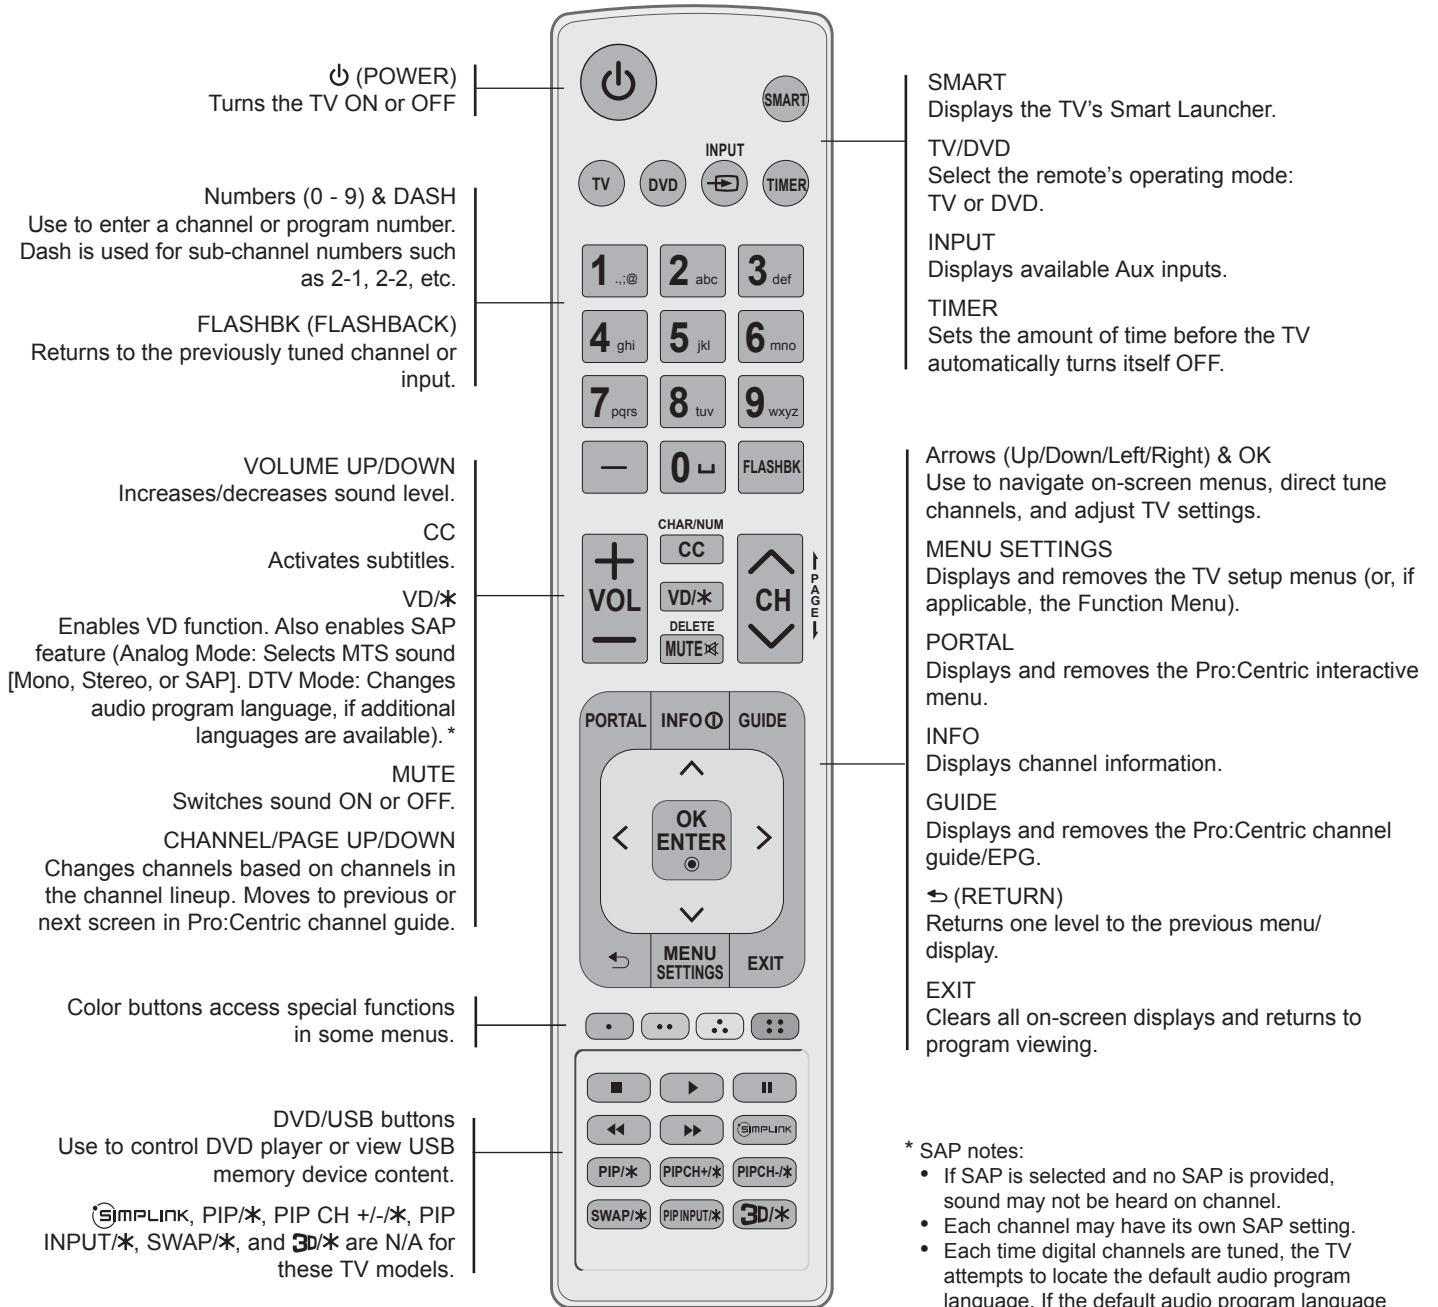 ⏻ (POWER)
Turns the TV ON or OFF
Numbers (0 - 9) & DASH
Use to enter a channel or program number.
Dash is used for sub-channel numbers such
as 2-1, 2-2, etc.
FLASHBK (FLASHBACK)
Returns to the previously tuned channel or
input.
VOLUME UP/DOWN
Increases/decreases sound level.
CC
Activates subtitles.
VD/*
Enables VD function. Also enables SAP
feature (Analog Mode: Selects MTS sound
[Mono, Stereo, or SAP]. DTV Mode: Changes
audio program language, if additional
languages are available). *
MUTE
Switches sound ON or OFF.
CHANNEL/PAGE UP/DOWN
Changes channels based on channels in
the channel lineup. Moves to previous or
next screen in Pro:Centric channel guide.
Color buttons access special functions
in some menus.
DVD/USB buttons
Use to control DVD player or view USB
memory device content.
SIMPLINK, PIP/*, PIP CH +/-/*, PIP
INPUT/*, SWAP/*, and 3D/* are N/A for
these TV models.
SMART
INPUT
TV DVD TIMER
1 .,;@ 2 abc 3 def
4 ghi 5 jkl 6 mno
7 pqrs 8 tuv 9 wxyz
— 0 ⌴ FLASHBK
CHAR/NUM
+ CC
VOL VD/* CH
DELETE
— MUTE
PAGE
PORTAL INFO GUIDE
OK
ENTER
MENU
SETTINGS EXIT
SIMPLINK
PIP/* PIPCH+/* PIPCH-/*
SWAP/* PIP INPUT/* 3D/*
SMART
Displays the TV's Smart Launcher.
TV/DVD
Select the remote's operating mode:
TV or DVD.
INPUT
Displays available Aux inputs.
TIMER
Sets the amount of time before the TV
automatically turns itself OFF.
Arrows (Up/Down/Left/Right) & OK
Use to navigate on-screen menus, direct tune
channels, and adjust TV settings.
MENU SETTINGS
Displays and removes the TV setup menus (or, if
applicable, the Function Menu).
PORTAL
Displays and removes the Pro:Centric interactive
menu.
INFO
Displays channel information.
GUIDE
Displays and removes the Pro:Centric channel
guide/EPG.
⮌ (RETURN)
Returns one level to the previous menu/
display.
EXIT
Clears all on-screen displays and returns to
program viewing.
* SAP notes:
• If SAP is selected and no SAP is provided,
sound may not be heard on channel.
• Each channel may have its own SAP setting.
• Each time digital channels are tuned, the TV
attempts to locate the default audio program
language. If the default audio program language